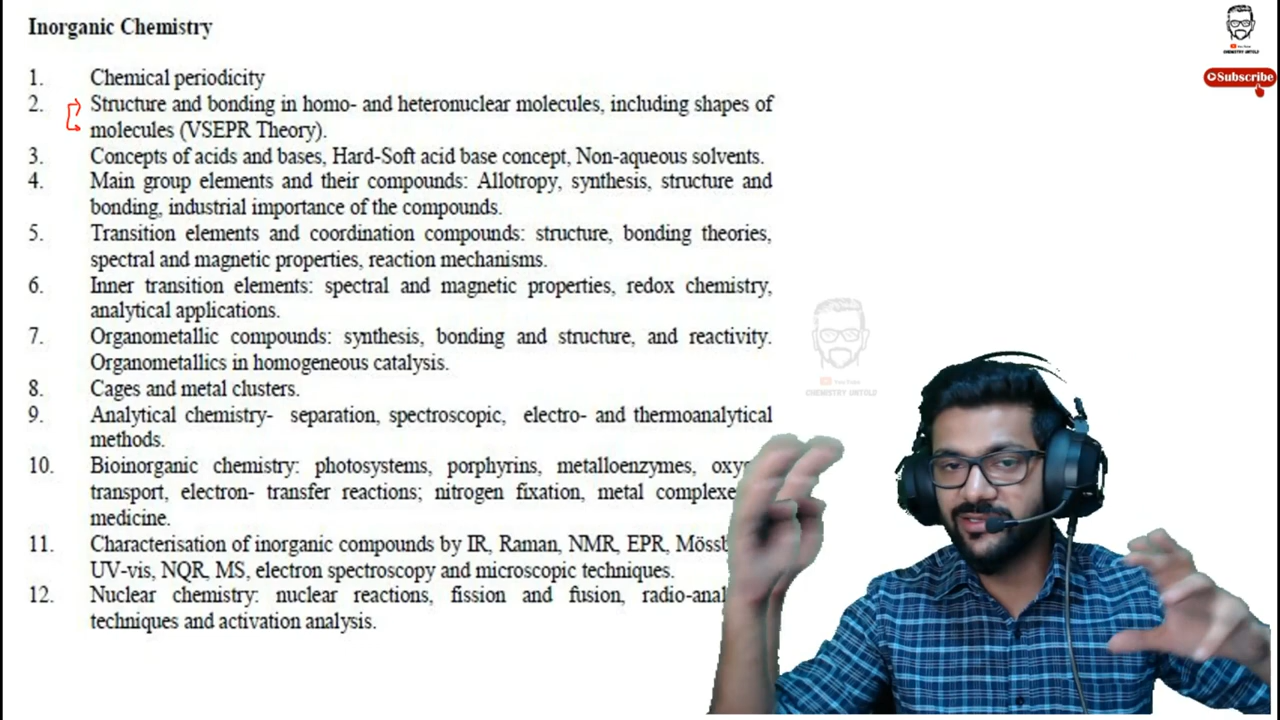 Inorganic Chemistry
1. Chemical periodicity
2. Structure and bonding in homo- and heteronuclear molecules, including shapes of
molecules (VSEPR Theory).
3. Concepts of acids and bases, Hard-Soft acid base concept, Non-aqueous solvents.
4. Main group elements and their compounds: Allotropy, synthesis, structure and
bonding, industrial importance of the compounds.
5. Transition elements and coordination compounds: structure, bonding theories,
spectral and magnetic properties, reaction mechanisms.
6. Inner transition elements: spectral and magnetic properties, redox chemistry,
analytical applications.
7. Organometallic compounds: synthesis, bonding and structure, and reactivity.
Organometallics in homogeneous catalysis.
8. Cages and metal clusters.
9. Analytical chemistry- separation, spectroscopic, electro- and thermoanalytical
methods.
10. Bioinorganic chemistry: photosystems, porphyrins, metalloenzymes,
transport, electron- transfer reactions; nitrogen fixation, metal
medicine.
11. Characterisation of inorganic compounds by IR, Raman, NMR, EPR,
UV-vis, NQR, MS, electron spectroscopy and microscopic techniques.
12. Nuclear chemistry: nuclear reactions, fission and fusion,
techniques and activation analysis.
YouTube
CHEMISTRY UNTOLD
Subscribe
YouTube
CHEMISTRY UNTOLD